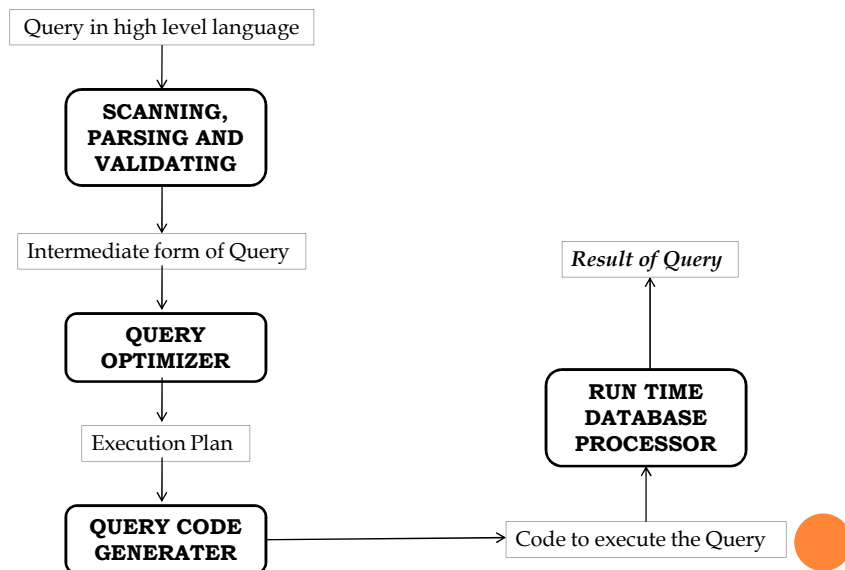 Query in high level language
SCANNING,
PARSING AND
VALIDATING
Intermediate form of Query
QUERY
OPTIMIZER
Execution Plan
QUERY CODE
GENERATER
Code to execute the Query
RUN TIME
DATABASE
PROCESSOR
Result of Query